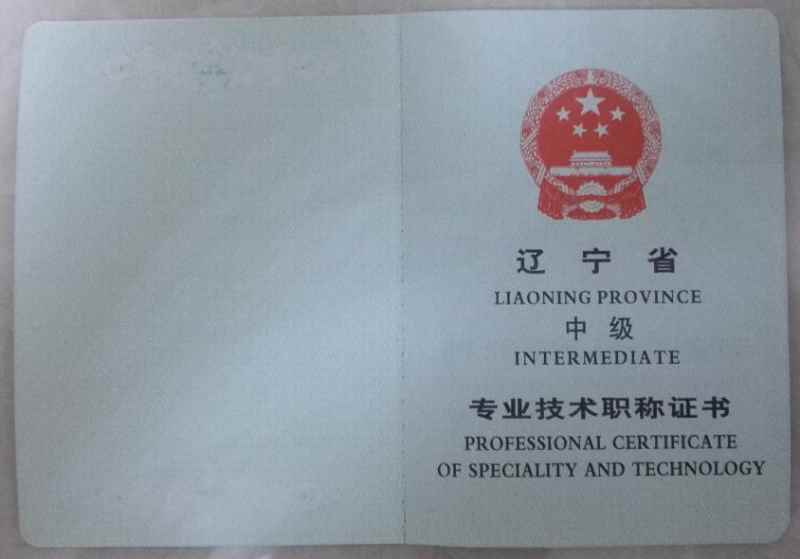 辽宁省
LIAONING PROVINCE
中级
INTERMEDIATE
专业技术职称证书
PROFESSIONAL CERTIFICATE
OF SPECIALITY AND TECHNOLOGY